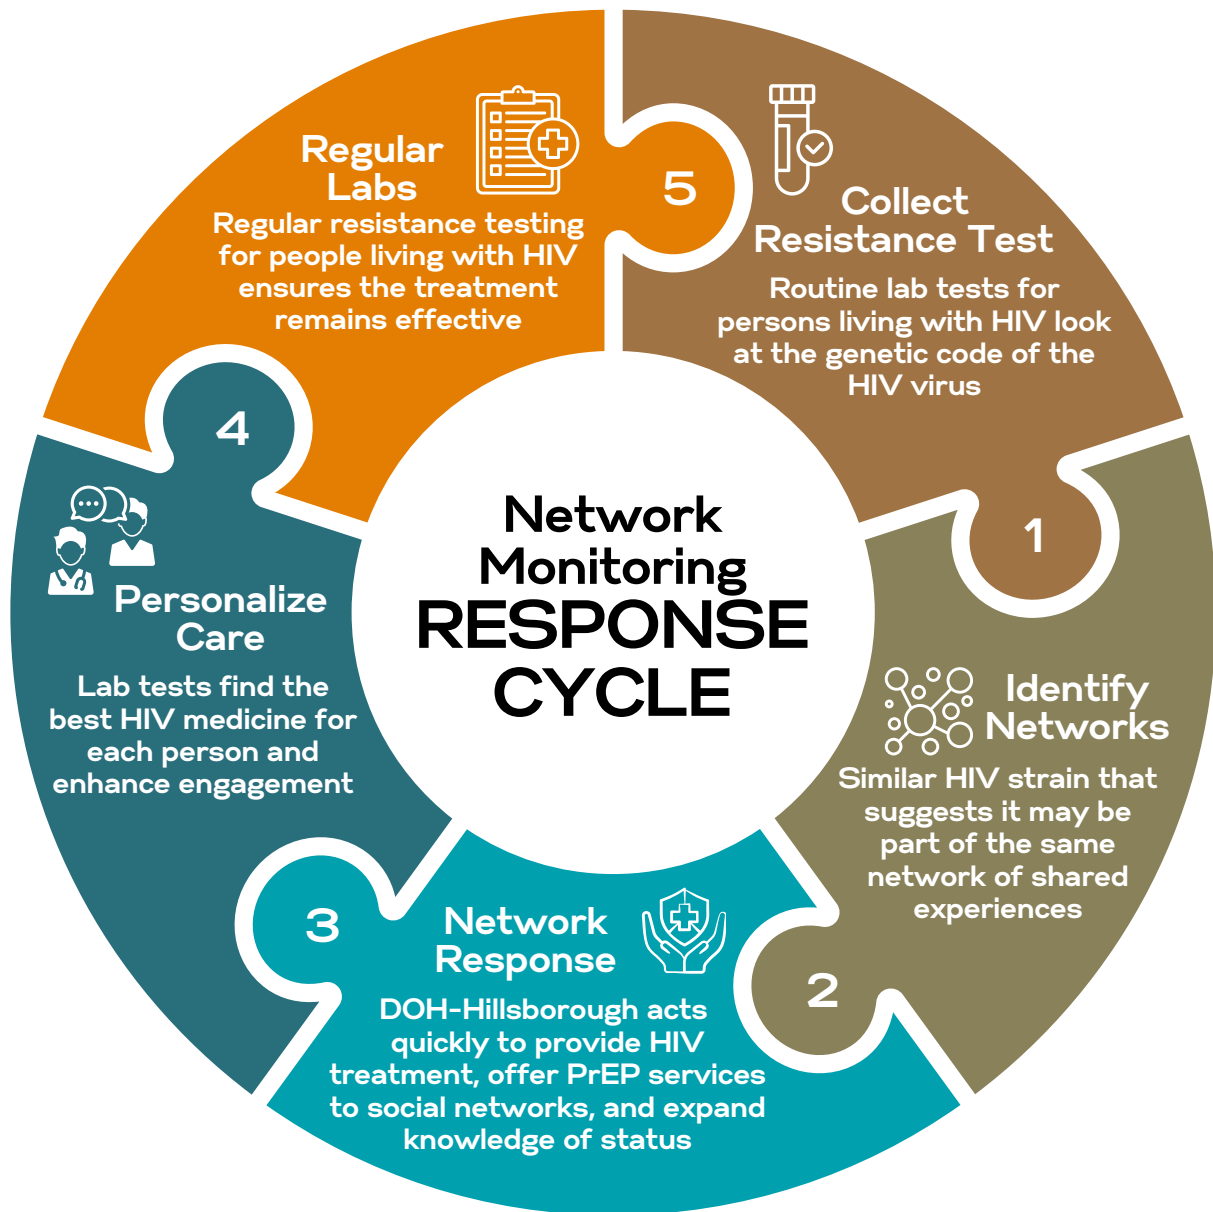 Network
Monitoring
RESPONSE
CYCLE
Collect
Resistance Test
Routine lab tests for
persons living with HIV look
at the genetic code of the
HIV virus
1
Identify
Networks
Similar HIV strain that
suggests it may be
part of the same
network of shared
experiences
2
Network
Response
DOH-Hillsborough acts
quickly to provide HIV
treatment, offer PrEP services
to social networks, and expand
knowledge of status
3
Personalize
Care
Lab tests find the
best HIV medicine for
each person and
enhance engagement
4
Regular
Labs
Regular resistance testing
for people living with HIV
ensures the treatment
remains effective
5